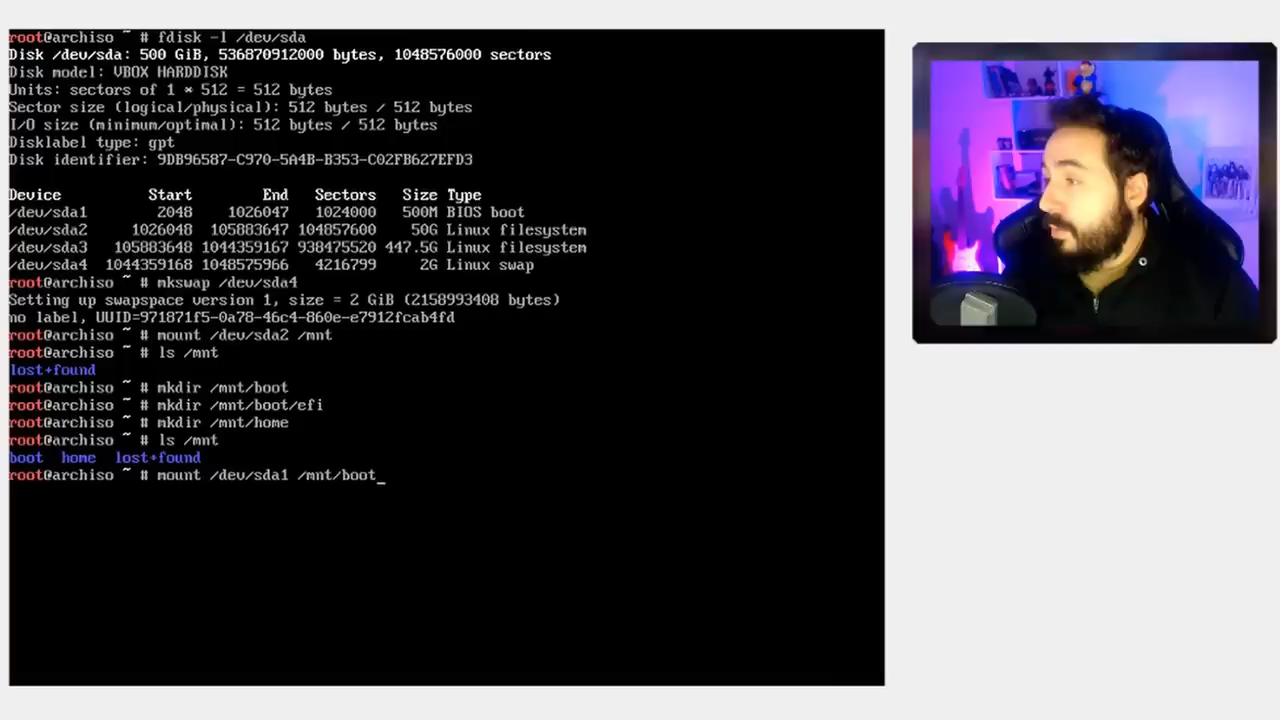 root@archiso ~ # fdisk -l /dev/sda
Disk /dev/sda: 500 GiB, 536870912000 bytes, 1048576000 sectors
Disk model: VBOX HARDDISK
Units: sectors of 1 * 512 = 512 bytes
Sector size (logical/physical): 512 bytes / 512 bytes
I/O size (minimum/optimal): 512 bytes / 512 bytes
Disklabel type: gpt
Disk identifier: 9DB96587-C970-5A4B-B353-C02FB627EFD3
Device Start End Sectors Size Type
/dev/sda1 2048 1026047 1024000 500M BIOS boot
/dev/sda2 1026048 105883647 104857600 50G Linux filesystem
/dev/sda3 105883648 1044359167 938475520 447.5G Linux filesystem
/dev/sda4 1044359168 1048575966 4216799 2G Linux swap
root@archiso ~ # mkswap /dev/sda4
Setting up swapspace version 1, size = 2 GiB (2158993408 bytes)
no label, UUID=971871f5-0a78-46c4-860e-e7912fcab4fd
root@archiso ~ # mount /dev/sda2 /mnt
root@archiso ~ # ls /mnt
lost+found
root@archiso ~ # mkdir /mnt/boot
root@archiso ~ # mkdir /mnt/boot/efi
root@archiso ~ # mkdir /mnt/home
root@archiso ~ # ls /mnt
boot home lost+found
root@archiso ~ # mount /dev/sda1 /mnt/boot_